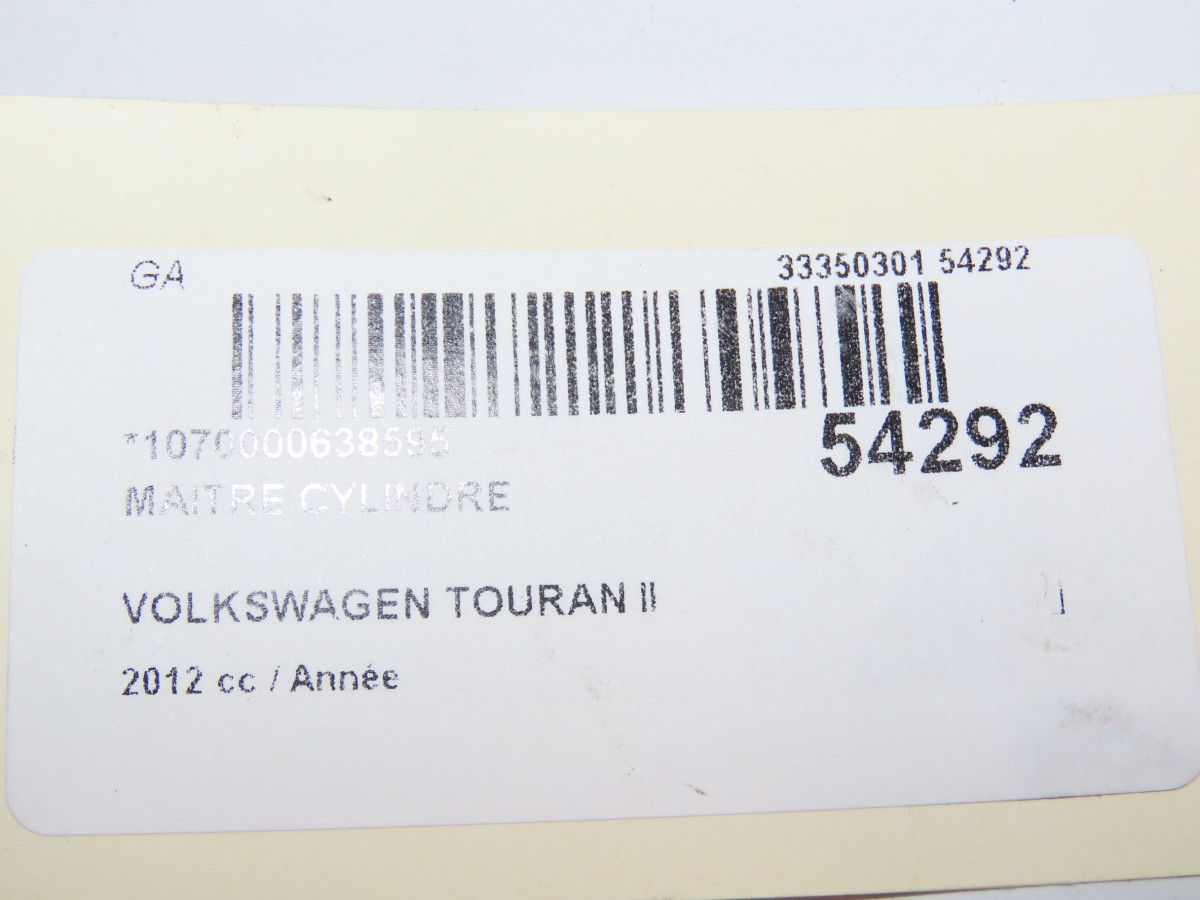 GA 33350301 54292
*1070000638595
54292
MAITRE CYLINDRE
VOLKSWAGEN TOURAN II
2012 cc / Année